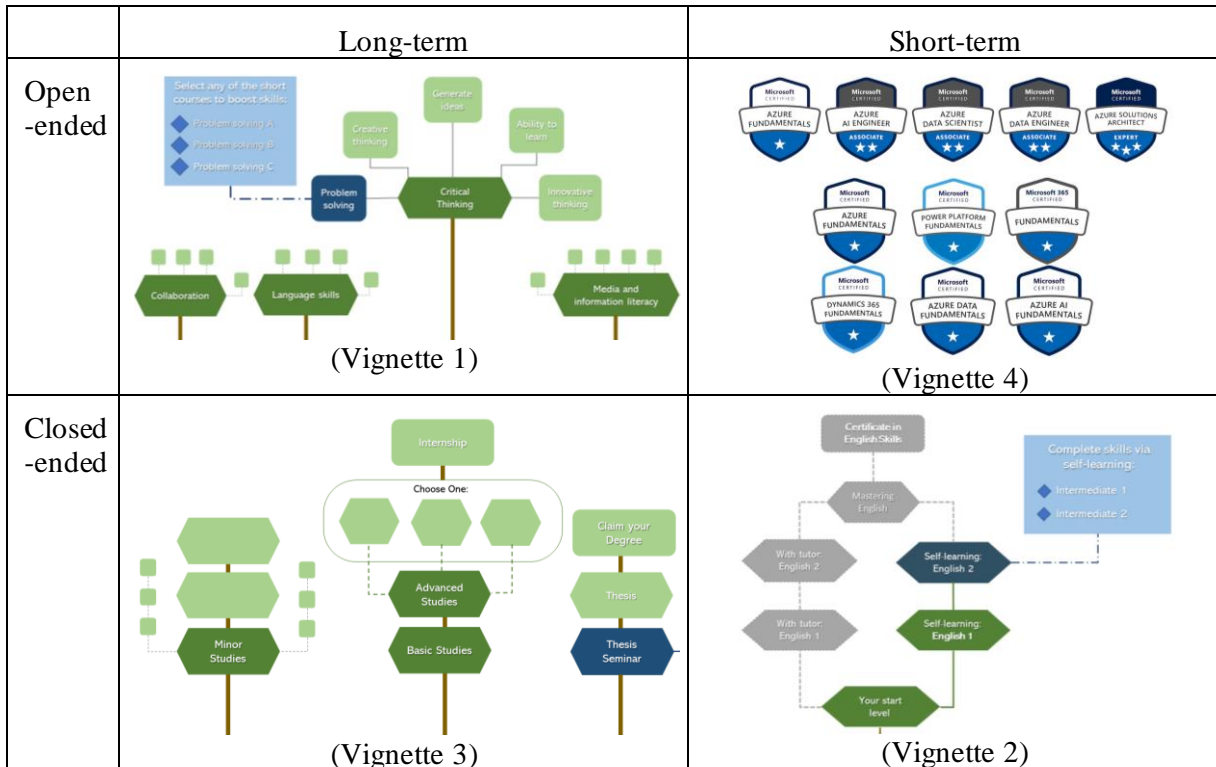 Long-term
Short-term
Open
-ended
Select any of the short
courses to boost skills:
Problem solving A
Problem solving B
Problem solving C
Generate
ideas
Creative
thinking
Ability to
learn
Problem
solving
Critical
Thinking
Innovative
thinking
Collaboration
Language skills
Media and
information literacy
(Vignette 1)
Microsoft
CERTIFIED
AZURE
FUNDAMENTALS
Microsoft
CERTIFIED
AZURE
AI ENGINEER
ASSOCIATE
Microsoft
CERTIFIED
AZURE
DATA SCIENTIST
ASSOCIATE
Microsoft
CERTIFIED
AZURE
DATA ENGINEER
ASSOCIATE
Microsoft
CERTIFIED
AZURE SOLUTIONS
ARCHITECT
EXPERT
Microsoft
CERTIFIED
AZURE
FUNDAMENTALS
Microsoft
CERTIFIED
POWER PLATFORM
FUNDAMENTALS
Microsoft 365
CERTIFIED
FUNDAMENTALS
Microsoft
CERTIFIED
DYNAMICS 365
FUNDAMENTALS
Microsoft
CERTIFIED
AZURE DATA
FUNDAMENTALS
Microsoft
CERTIFIED
AZURE AI
FUNDAMENTALS
(Vignette 4)
Closed
-ended
Internship
Choose One:
Claim your
Degree
Advanced
Studies
Thesis
Minor
Studies
Basic Studies
Thesis
Seminar
(Vignette 3)
Certificate in
English Skills
Complete skills via
self-learning:
Intermediate 1
Intermediate 2
Mastering
English
With tutor:
English 2
Self-learning:
English 2
With tutor:
English 1
Self-learning:
English 1
Your start
level
(Vignette 2)